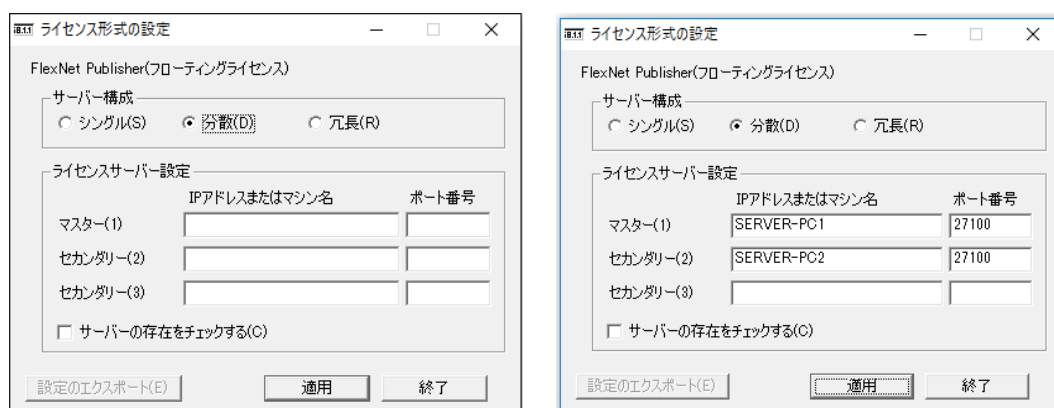 iB.1.1 ライセンス形式の設定
FlexNet Publisher(フローティングライセンス)
サーバー構成
シングル(S) 分散(D) 冗長(R)
ライセンスサーバー設定
IPアドレスまたはマシン名 ポート番号
マスター(1)
セカンダリー(2)
セカンダリー(3)
サーバーの存在をチェックする(C)
設定のエクスポート(E) 適用 終了
iB.1.1 ライセンス形式の設定
FlexNet Publisher(フローティングライセンス)
サーバー構成
シングル(S) 分散(D) 冗長(R)
ライセンスサーバー設定
IPアドレスまたはマシン名 ポート番号
マスター(1) SERVER-PC1 27100
セカンダリー(2) SERVER-PC2 27100
セカンダリー(3)
サーバーの存在をチェックする(C)
設定のエクスポート(E) 適用 終了